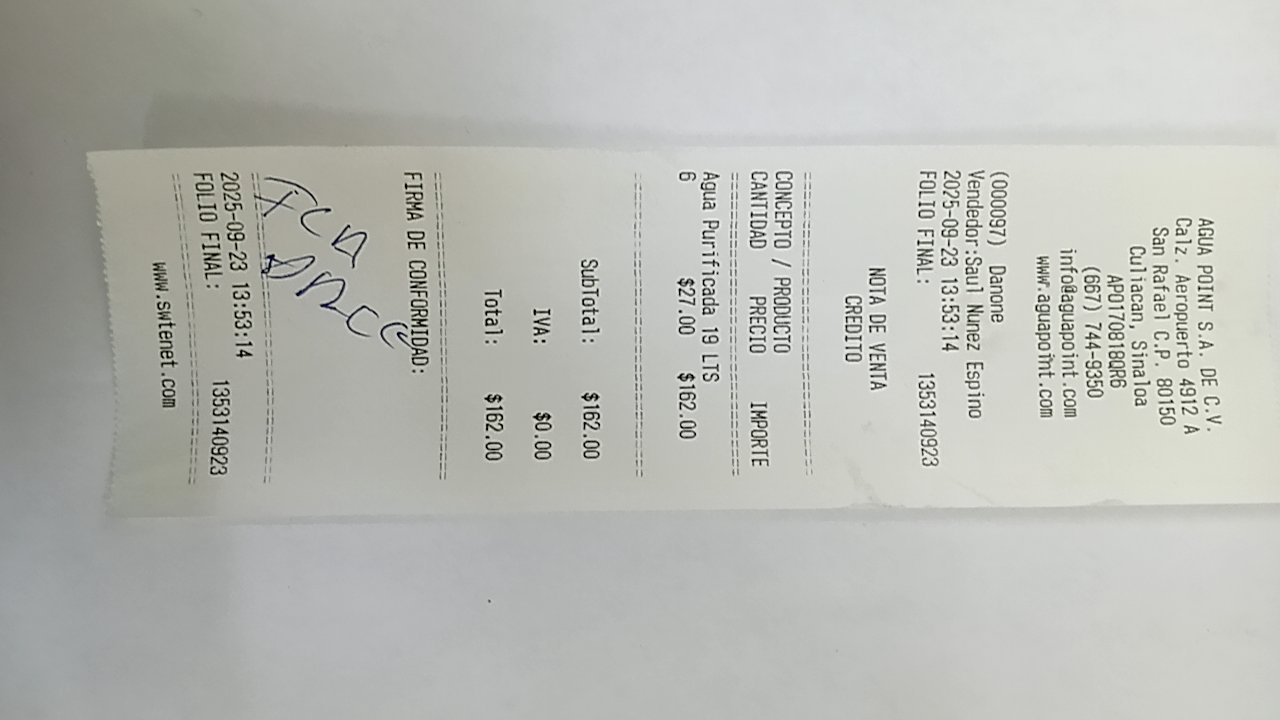 AGUA POINT S.A. DE C.V.
Calz. Aeropuerto 4912 A
San Rafael C.P. 80150
Culiacan, Sinaloa
APO170818QR6
(667) 744-9350
info@aguapoint.com
www.aguapoint.com
(000097) Danone
Vendedor:Saul Nunez Espino
2025-09-23 13:53:14
FOLIO FINAL: 1353140923
NOTA DE VENTA
CREDITO
CONCEPTO / PRODUCTO
CANTIDAD PRECIO IMPORTE
Agua Purificada 19 LTS
6 $27.00 $162.00
SubTotal: $162.00
IVA: $0.00
Total: $162.00
FIRMA DE CONFORMIDAD:
2025-09-23 13:53:14
FOLIO FINAL: 1353140923
www.swtenet.com